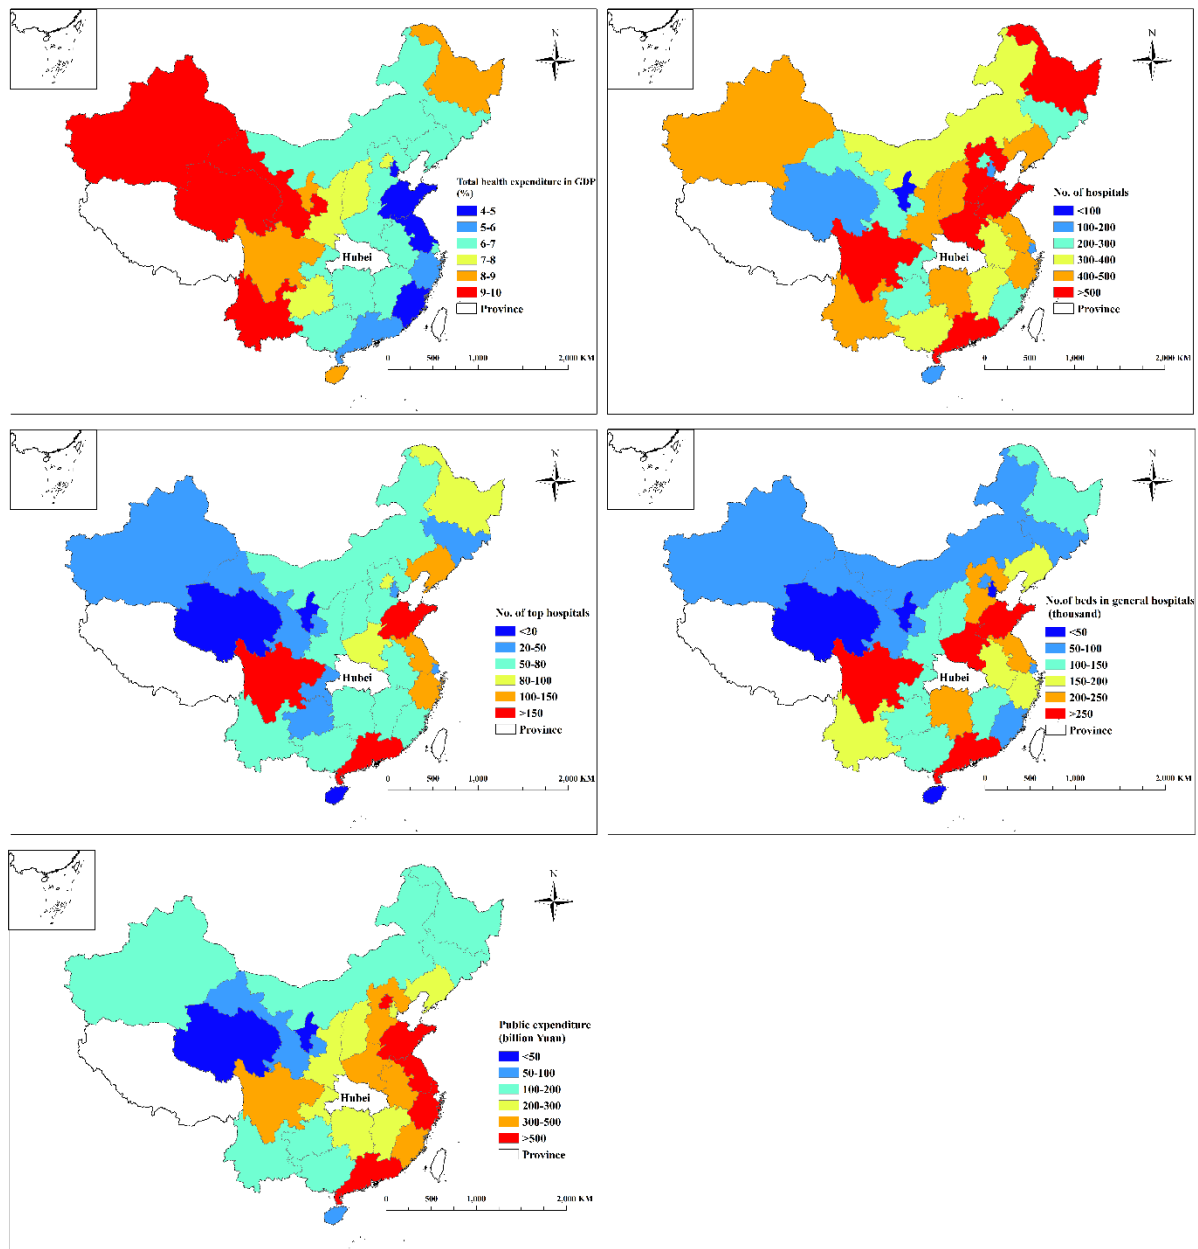 N
Total health expenditure in GDP
(%)
4-5
5-6
6-7
7-8
8-9
9-10
Province
Hubei
0 500 1,000 2,000 KM
N
No. of hospitals
<100
100-200
200-300
300-400
400-500
>500
Province
Hubei
0 500 1,000 2,000 KM
N
No. of top hospitals
<20
20-50
50-80
80-100
100-150
>150
Province
Hubei
0 500 1,000 2,000 KM
N
No.of beds in general hospitals
(thousand)
<50
50-100
100-150
150-200
200-250
>250
Province
Hubei
0 500 1,000 2,000 KM
N
Public expenditure
(billion Yuan)
<50
50-100
100-200
200-300
300-500
>500
Province
Hubei
0 500 1,000 2,000 KM